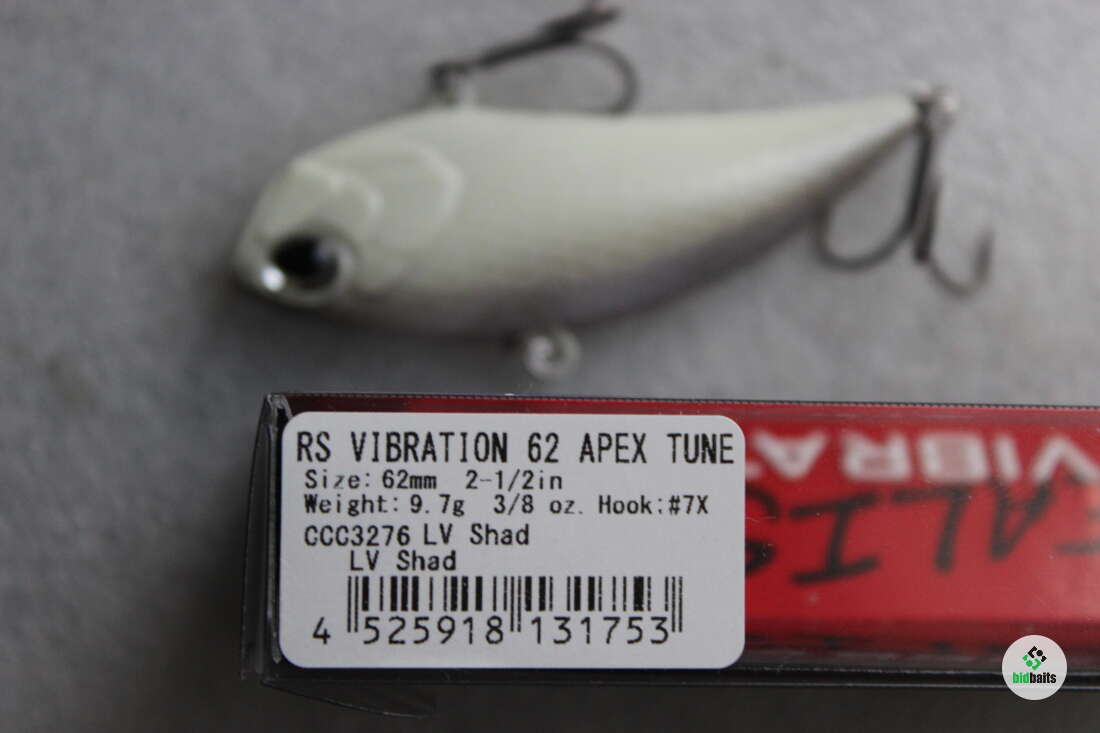 RS VIBRATION 62 APEX TUNE
Size: 62mm 2-1/2in
Weight: 9.7g 3/8 oz. Hook:#7X
CCC3276 LV Shad
LV Shad
4 525918 131753
bidbaits